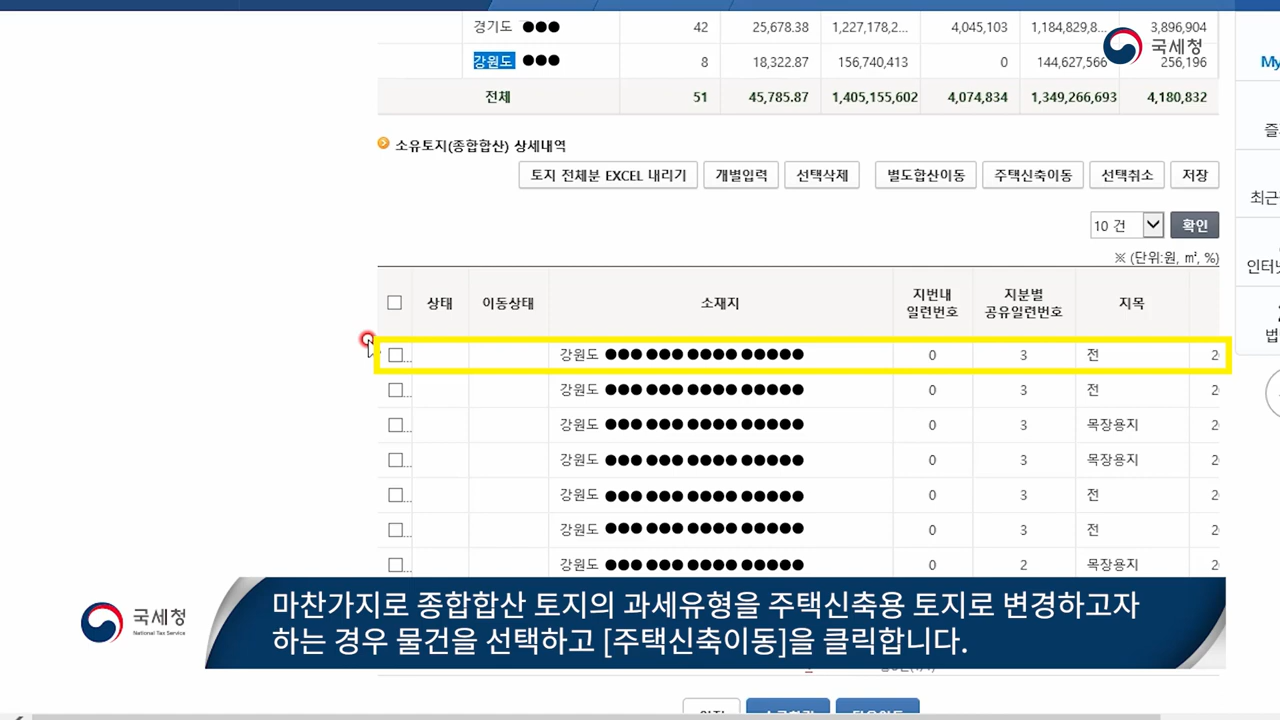 경기도 ●●● 42 25,678.38 1,227,178,2... 4,045,103 1,184,829,8... 3,896,904
국세청
강원도 ●●● 8 18,322.87 156,740,413 0 144,627,566 256,196
My
전체 51 45,785.87 1,405,155,602 4,074,834 1,349,266,693 4,180,832
소유토지(종합합산) 상세내역
토지 전체분 EXCEL 내리기 개별입력 선택삭제 별도합산이동 주택신축이동 선택취소 저장
최근
10 건 확인
※ (단위:원, ㎡, %)
상태 이동상태 소재지 지번내 일련번호 지분별 공유일련번호 지목
강원도 ●●● ●●● ●●●● ●●●●● 0 3 전 2
강원도 ●●● ●●● ●●●● ●●●●● 0 3 전 2
강원도 ●●● ●●● ●●●● ●●●●● 0 3 목장용지 2
강원도 ●●● ●●● ●●●● ●●●●● 0 3 목장용지 2
강원도 ●●● ●●● ●●●● ●●●●● 0 3 전 2
강원도 ●●● ●●● ●●●● ●●●●● 0 3 전 2
강원도 ●●● ●●● ●●●● ●●●●● 0 2 목장용지 2
마찬가지로 종합합산 토지의 과세유형을 주택신축용 토지로 변경하고자
하는 경우 물건을 선택하고 [주택신축이동]을 클릭합니다.
국세청
National Tax Service